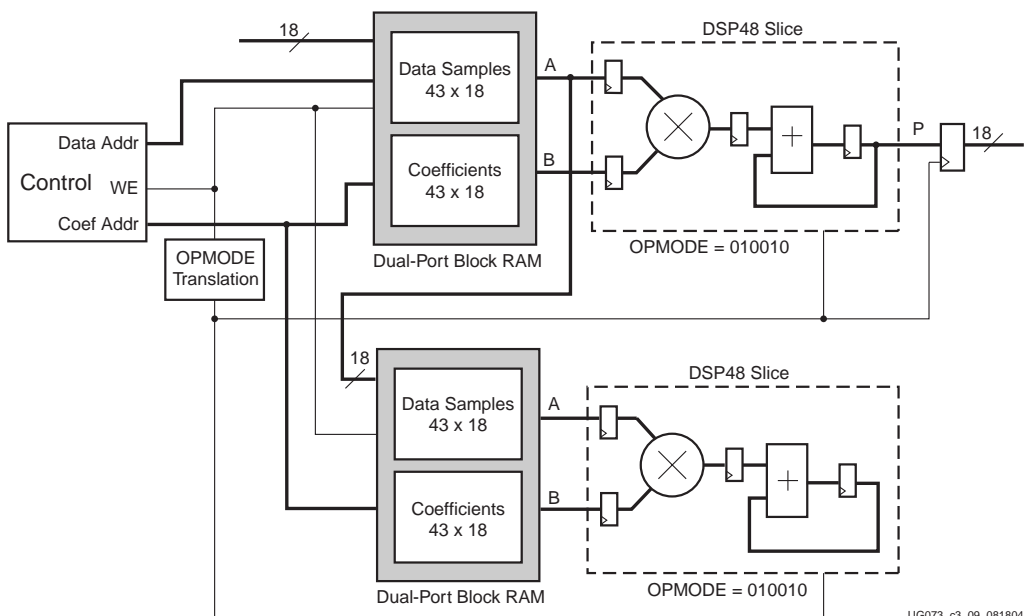 18
Data Samples
43 x 18
Coefficients
43 x 18
Dual-Port Block RAM
A
B
DSP48 Slice
×
+
P
18
OPMODE = 010010
Control
Data Addr
WE
Coef Addr
OPMODE
Translation
18
Data Samples
43 x 18
Coefficients
43 x 18
Dual-Port Block RAM
A
B
DSP48 Slice
×
+
OPMODE = 010010
UG073_c3_09_081804